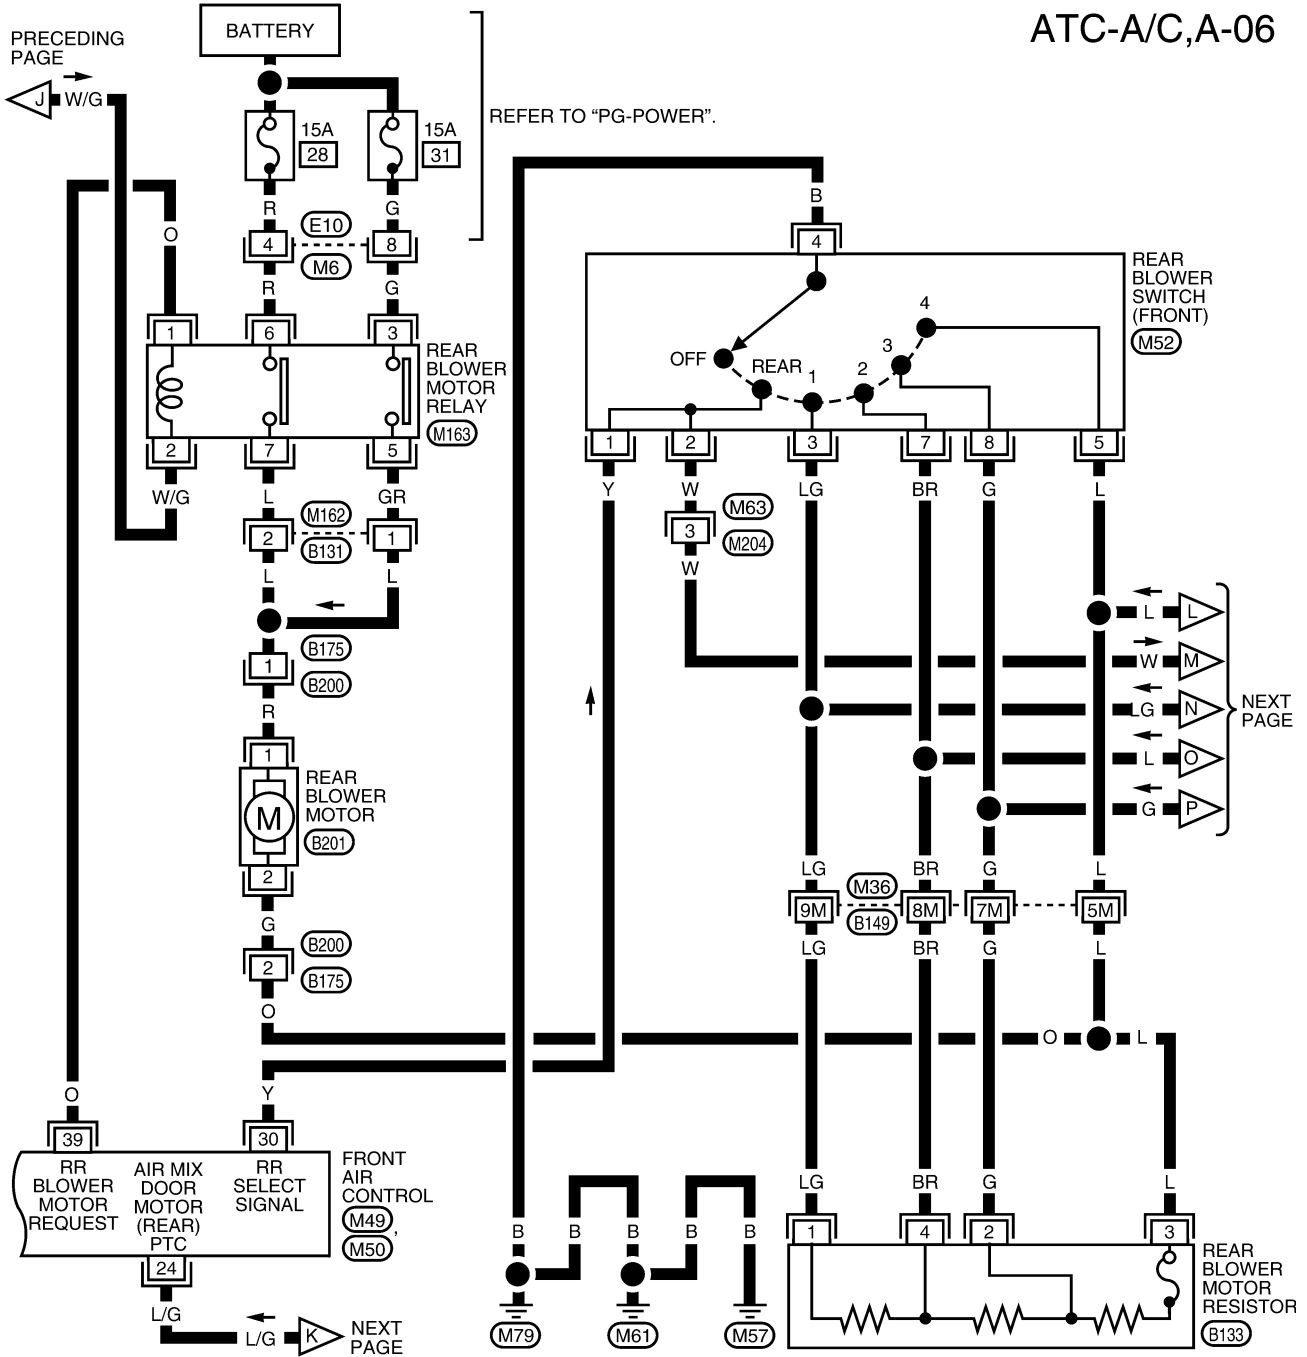 ATC-A/C,A-06
PRECEDING
PAGE
J
W/G
BATTERY
15A
28
15A
31
REFER TO “PG-POWER”.
R
G
E10
4
8
M6
R
G
O
1
6
3
REAR
BLOWER
MOTOR
RELAY
M163
2
7
5
W/G
L
GR
M162
2
1
B131
L
L
B175
1
B200
R
1
M
REAR
BLOWER
MOTOR
B201
2
G
B200
2
B175
O
Y
O
39
30
RR
BLOWER
MOTOR
REQUEST
AIR MIX
DOOR
MOTOR
(REAR)
PTC
RR
SELECT
SIGNAL
FRONT
AIR
CONTROL
M49,
M50
24
L/G
L/G
K
NEXT
PAGE
B
4
REAR
BLOWER
SWITCH
(FRONT)
M52
OFF
REAR
1
2
3
4
1
2
3
7
8
5
Y
W
LG
BR
G
L
M63
3
M204
W
L
L
W
M
LG
N
L
O
G
P
NEXT
PAGE
LG
BR
G
L
M36
9M
8M
7M
5M
B149
LG
BR
G
L
O
L
LG
BR
G
L
1
4
2
3
REAR
BLOWER
MOTOR
RESISTOR
B133
B
B
B
B
B
M79
M61
M57